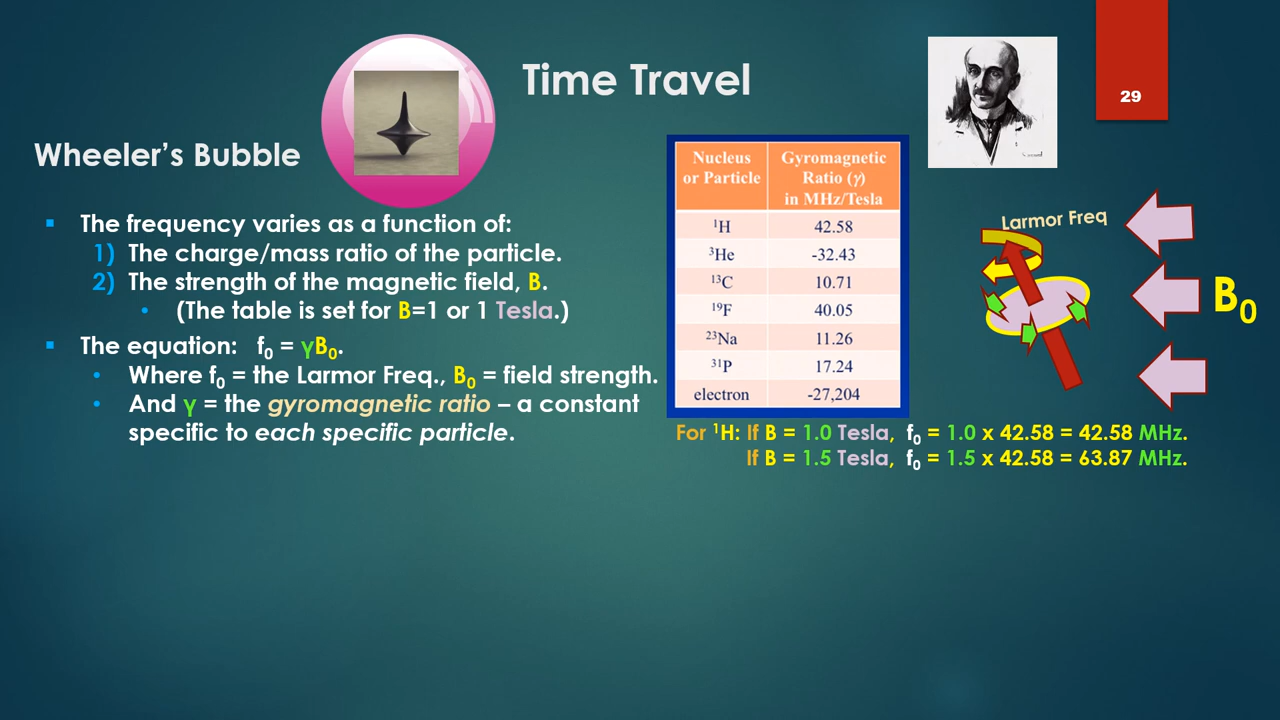 Time Travel
29
Wheeler's Bubble
▪ The frequency varies as a function of:
1) The charge/mass ratio of the particle.
2) The strength of the magnetic field, B.
• (The table is set for B=1 or 1 Tesla.)
▪ The equation: f₀ = γB₀.
• Where f₀ = the Larmor Freq., B₀ = field strength.
• And γ = the gyromagnetic ratio – a constant
specific to each specific particle.
Nucleus or Particle | Gyromagnetic Ratio (γ) in MHz/Tesla
¹H 42.58
³He -32.43
¹³C 10.71
¹⁹F 40.05
²³Na 11.26
³¹P 17.24
electron -27,204
Larmor Freq
B₀
For ¹H: If B = 1.0 Tesla, f₀ = 1.0 x 42.58 = 42.58 MHz.
If B = 1.5 Tesla, f₀ = 1.5 x 42.58 = 63.87 MHz.